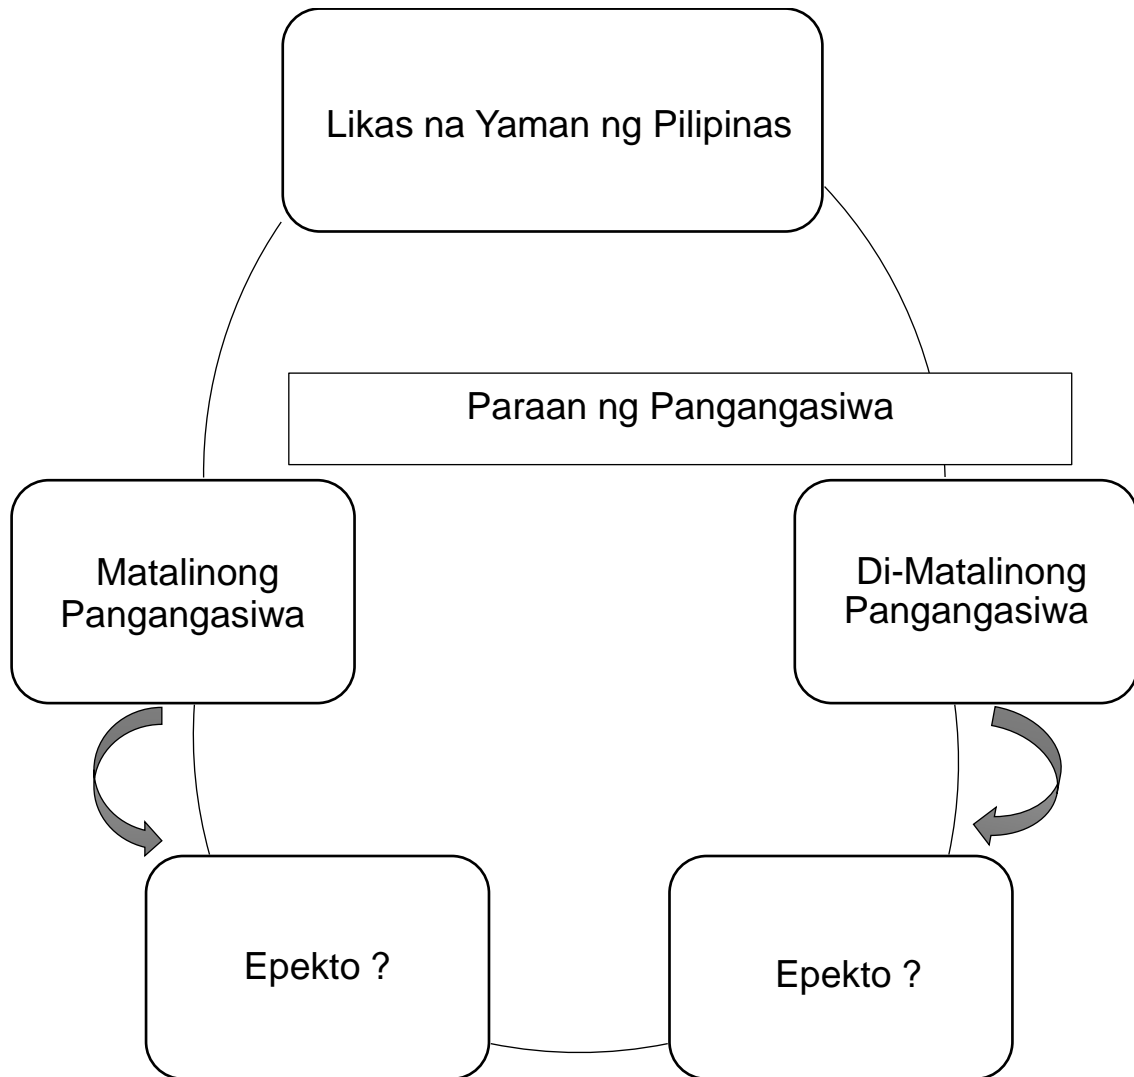 Likas na Yaman ng Pilipinas
Paraan ng Pangangasiwa
Matalinong
Pangangasiwa
Di-Matalinong
Pangangasiwa
Epekto ?
Epekto ?